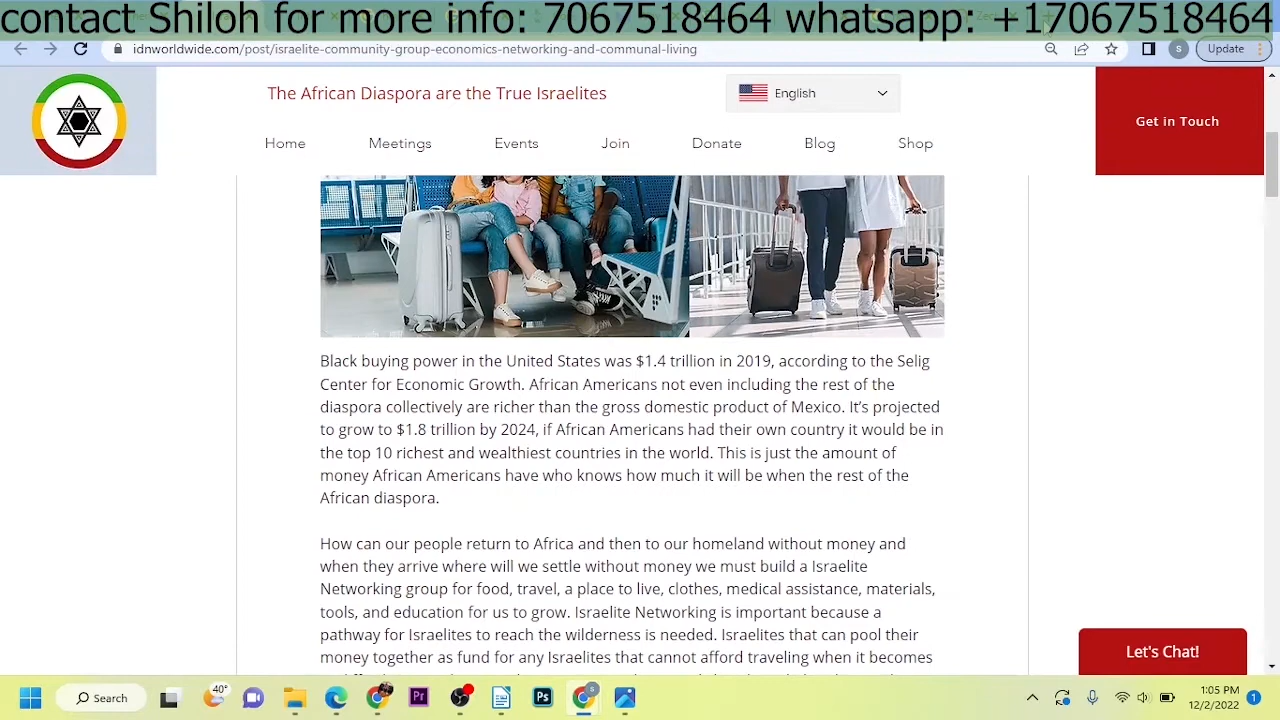 contact Shiloh for more info: 7067518464 whatsapp: +17067518464
idnworldwide.com/post/israelite-community-group-economics-networking-and-communal-living
S
Update
The African Diaspora are the True Israelites
English
Get in Touch
Home Meetings Events Join Donate Blog Shop
Black buying power in the United States was $1.4 trillion in 2019, according to the Selig
Center for Economic Growth. African Americans not even including the rest of the
diaspora collectively are richer than the gross domestic product of Mexico. It’s projected
to grow to $1.8 trillion by 2024, if African Americans had their own country it would be in
the top 10 richest and wealthiest countries in the world. This is just the amount of
money African Americans have who knows how much it will be when the rest of the
African diaspora.
How can our people return to Africa and then to our homeland without money and
when they arrive where will we settle without money we must build a Israelite
Networking group for food, travel, a place to live, clothes, medical assistance, materials,
tools, and education for us to grow. Israelite Networking is important because a
pathway for Israelites to reach the wilderness is needed. Israelites that can pool their
money together as fund for any Israelites that cannot afford traveling when it becomes
Let's Chat!
Search
40°
Pr
Ps
1:05 PM
12/2/2022
1